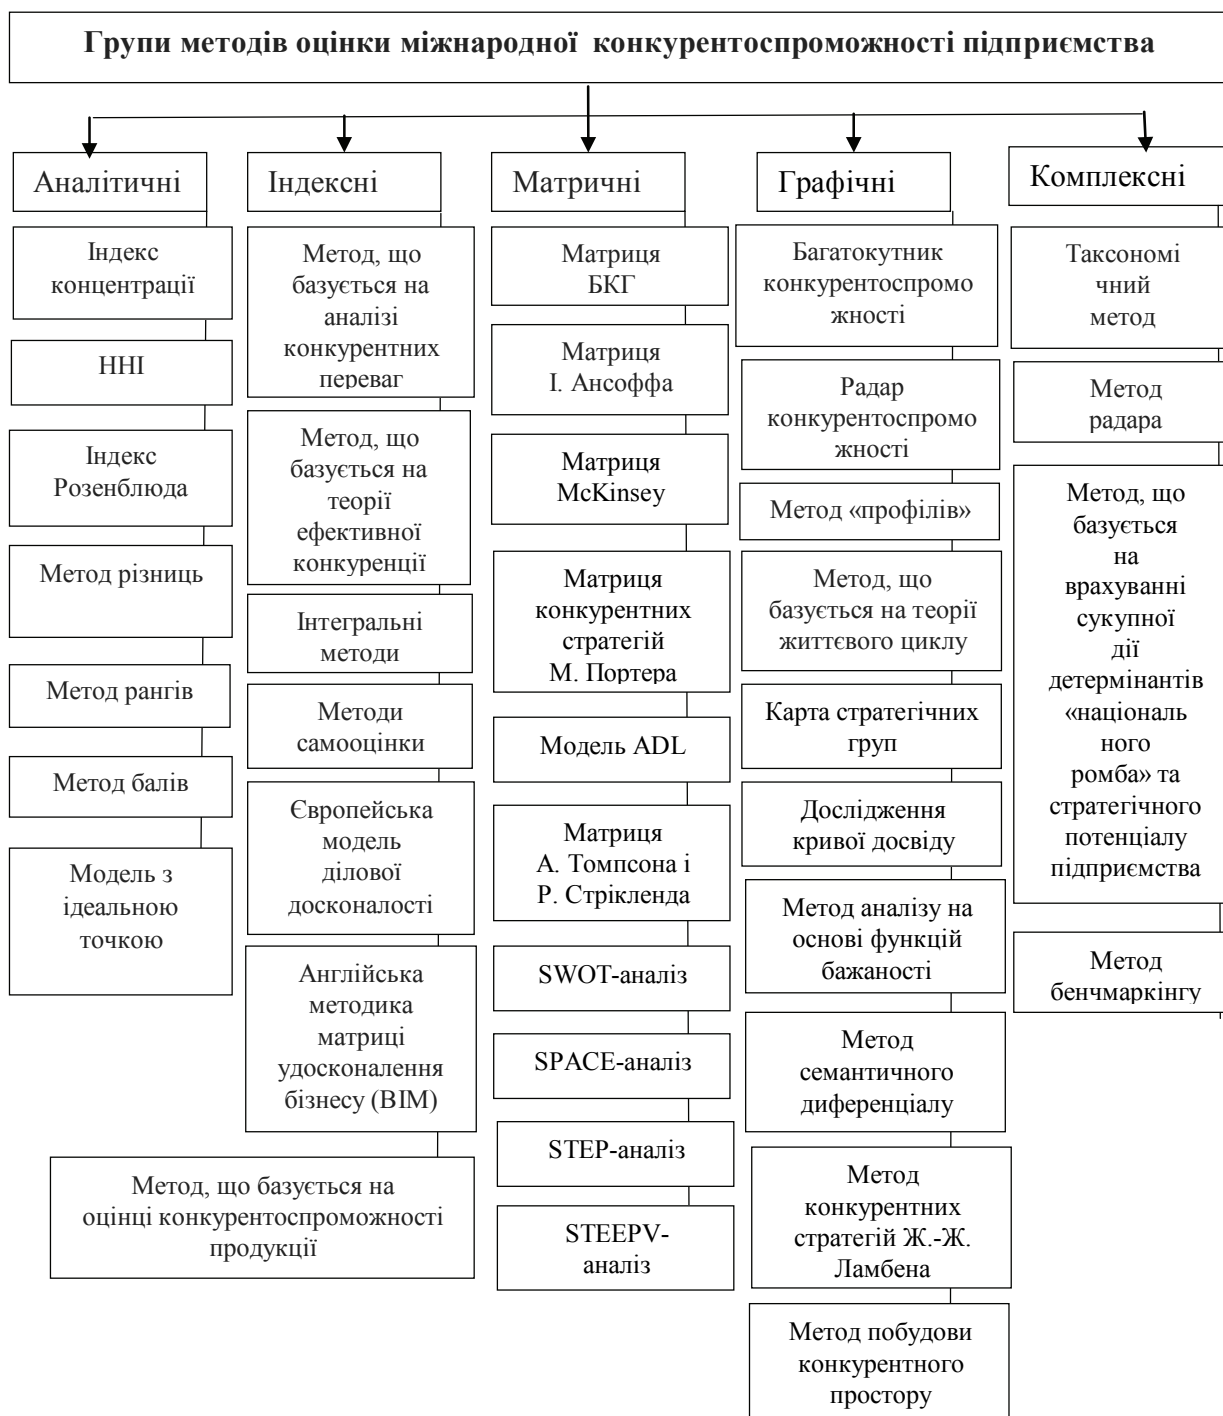 Групи методів оцінки міжнародної конкурентоспроможності підприємства
Аналітичні
Індекс
концентрації
ННІ
Індекс
Розенблюда
Метод різниць
Метод рангів
Метод балів
Модель з
ідеальною
точкою
Індексні
Метод, що
базується на
аналізі
конкурентних
переваг
Метод, що
базується на
теорії
ефективної
конкуренції
Інтегральні
методи
Методи
самооцінки
Європейська
модель
ділової
досконалості
Англійська
методика
матриці
удосконалення
бізнесу (BIM)
Метод, що базується на
оцінці конкурентоспроможності
продукції
Матричні
Матриця
БКГ
Матриця
І. Ансоффа
Матриця
McKinsey
Матриця
конкурентних
стратегій
М. Портера
Модель ADL
Матриця
А. Томпсона і
Р. Стрікленда
SWOT-аналіз
SPACE-аналіз
STEP-аналіз
STEEPV-
аналіз
Графічні
Багатокутник
конкурентоспромо
жності
Радар
конкурентоспромо
жності
Метод «профілів»
Метод, що
базується на теорії
життєвого циклу
Карта стратегічних
груп
Дослідження
кривої досвіду
Метод аналізу на
основі функцій
бажаності
Метод
семантичного
диференціалу
Метод
конкурентних
стратегій Ж.-Ж.
Ламбена
Метод побудови
конкурентного
простору
Комплексні
Таксономі
чний
метод
Метод
радара
Метод, що
базується
на
врахуванні
сукупної
дії
детермінантів
«національ
ного
ромба» та
стратегічного
потенціалу
підприємства
Метод
бенчмаркінгу